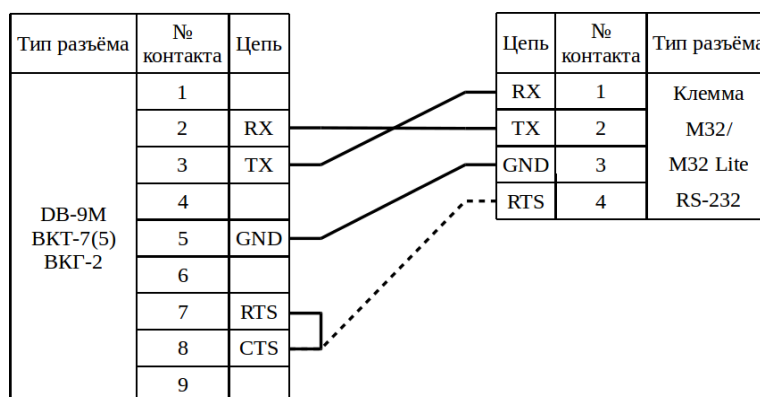 Тип разъёма № контакта Цепь
1
2 RX
3 TX
4
5 GND
6
7 RTS
8 CTS
9
DB-9M
ВКТ-7(5)
ВКГ-2
Цепь № контакта Тип разъёма
RX 1
TX 2
GND 3
RTS 4
Клемма
М32/
M32 Lite
RS-232